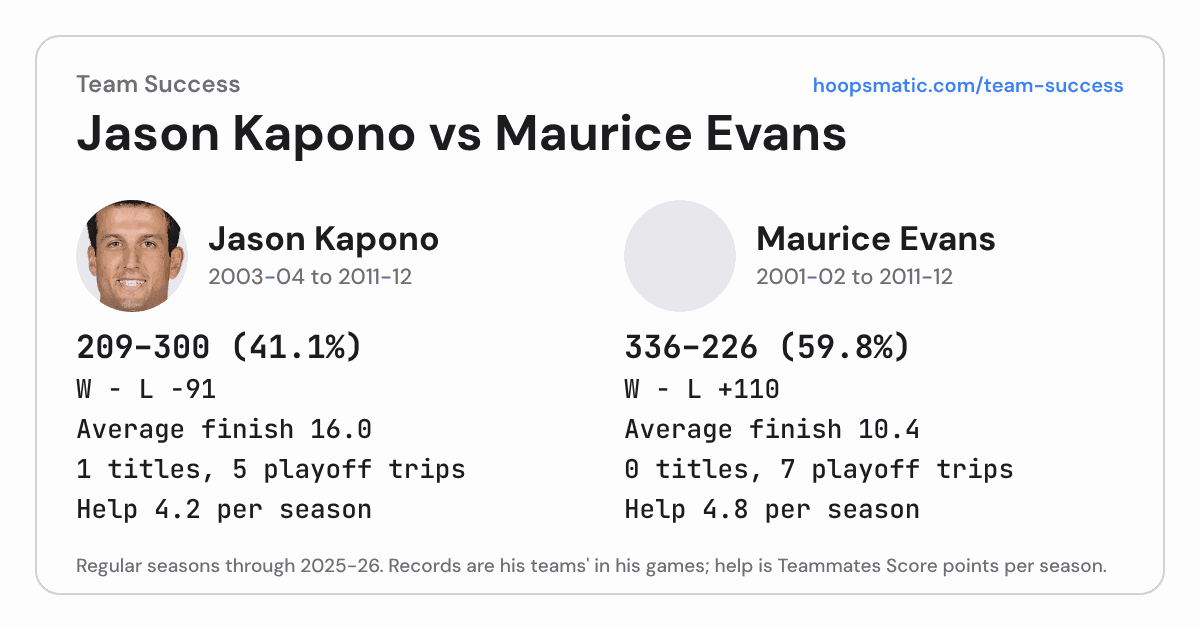 Team Success
hoopsmatic.com/team-success
Jason Kapono vs Maurice Evans
Jason Kapono
2003-04 to 2011-12
209-300 (41.1%)
W - L -91
Average finish 16.0
1 titles, 5 playoff trips
Help 4.2 per season
Maurice Evans
2001-02 to 2011-12
336-226 (59.8%)
W - L +110
Average finish 10.4
0 titles, 7 playoff trips
Help 4.8 per season
Regular seasons through 2025-26. Records are his teams' in his games; help is Teammates Score points per season.